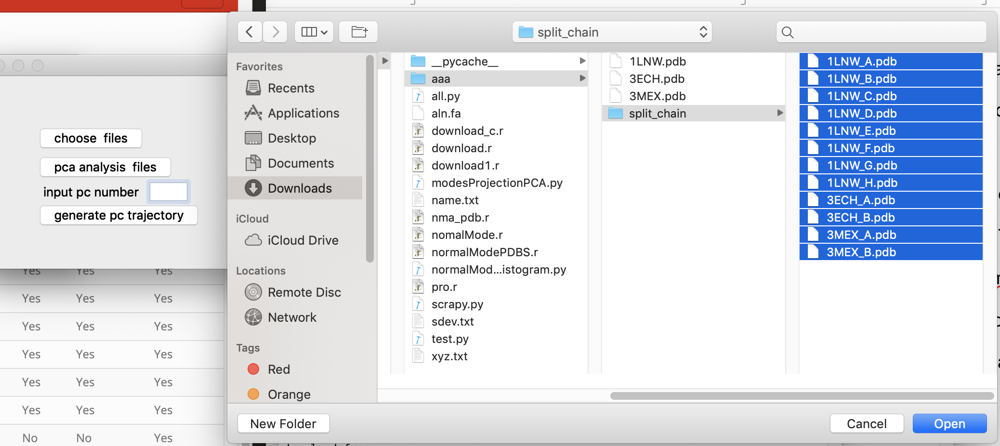 split_chain
choose  files
pca analysis  files
input pc number
generate pc trajectory
Yes Yes Yes
Yes Yes Yes
Yes Yes Yes
Yes Yes Yes
Yes Yes Yes
Yes Yes Yes
No No Yes
Favorites
Recents
Applications
Desktop
Documents
Downloads
iCloud
iCloud Drive
Locations
Remote Disc
Network
Tags
Red
Orange
__pycache__
aaa
all.py
aln.fa
download_c.r
download.r
download1.r
modesProjectionPCA.py
name.txt
nma_pdb.r
nomalMode.r
normalModePDBS.r
normalMod...istogram.py
pro.r
scrapy.py
sdev.txt
test.py
xyz.txt
1LNW.pdb
3ECH.pdb
3MEX.pdb
split_chain
1LNW_A.pdb
1LNW_B.pdb
1LNW_C.pdb
1LNW_D.pdb
1LNW_E.pdb
1LNW_F.pdb
1LNW_G.pdb
1LNW_H.pdb
3ECH_A.pdb
3ECH_B.pdb
3MEX_A.pdb
3MEX_B.pdb
New Folder
Cancel
Open